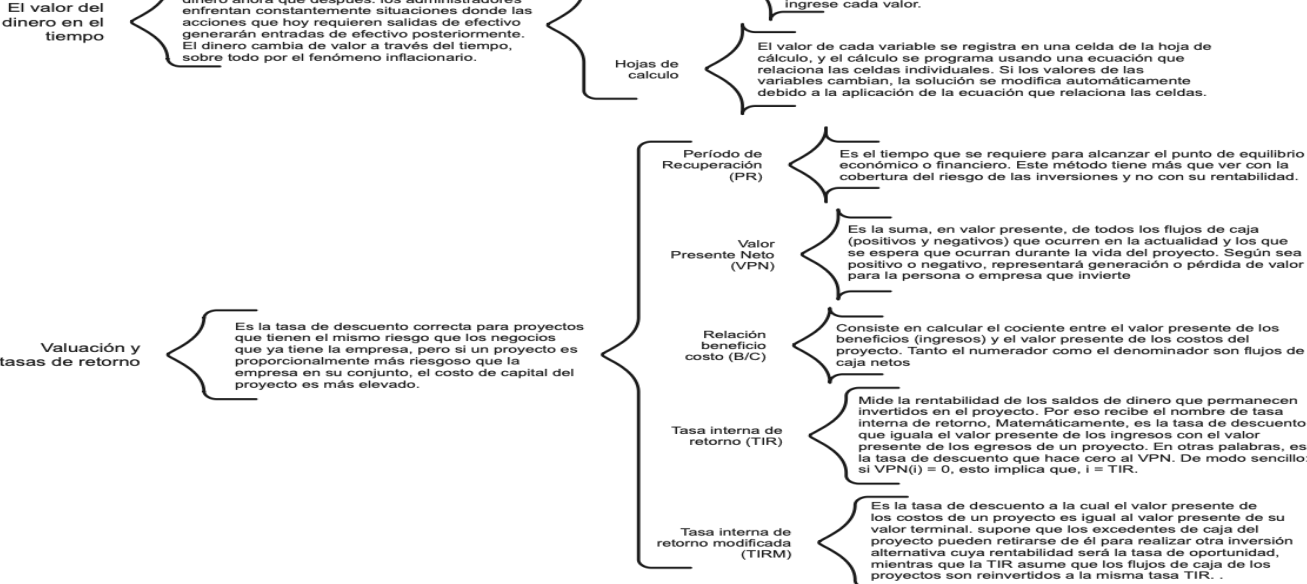 El valor del
dinero en el
tiempo
dinero ahora que después. los administradores
enfrentan constantemente situaciones donde las
acciones que hoy requieren salidas de efectivo
generarán entradas de efectivo posteriormente.
El dinero cambia de valor a través del tiempo,
sobre todo por el fenómeno inflacionario.
ingrese cada valor.
Hojas de
calculo
El valor de cada variable se registra en una celda de la hoja de
cálculo, y el cálculo se programa usando una ecuación que
relaciona las celdas individuales. Si los valores de las
variables cambian, la solución se modifica automáticamente
debido a la aplicación de la ecuación que relaciona las celdas.
Valuación y
tasas de retorno
Es la tasa de descuento correcta para proyectos
que tienen el mismo riesgo que los negocios
que ya tiene la empresa, pero si un proyecto es
proporcionalmente más riesgoso que la
empresa en su conjunto, el costo de capital del
proyecto es más elevado.
Período de
Recuperación
(PR)
Es el tiempo que se requiere para alcanzar el punto de equilibrio
económico o financiero. Este método tiene más que ver con la
cobertura del riesgo de las inversiones y no con su rentabilidad.
Valor
Presente Neto
(VPN)
Es la suma, en valor presente, de todos los flujos de caja
(positivos y negativos) que ocurren en la actualidad y los que
se espera que ocurran durante la vida del proyecto. Según sea
positivo o negativo, representará generación o pérdida de valor
para la persona o empresa que invierte
Relación
beneficio
costo (B/C)
Consiste en calcular el cociente entre el valor presente de los
beneficios (ingresos) y el valor presente de los costos del
proyecto. Tanto el numerador como el denominador son flujos de
caja netos
Tasa interna de
retorno (TIR)
Mide la rentabilidad de los saldos de dinero que permanecen
invertidos en el proyecto. Por eso recibe el nombre de tasa
interna de retorno, Matemáticamente, es la tasa de descuento
que iguala el valor presente de los ingresos con el valor
presente de los egresos de un proyecto. En otras palabras, es
la tasa de descuento que hace cero al VPN. De modo sencillo:
si VPN(i) = 0, esto implica que, i = TIR.
Tasa interna de
retorno modificada
(TIRM)
Es la tasa de descuento a la cual el valor presente de
los costos de un proyecto es igual al valor presente de su
valor terminal. supone que los excedentes de caja del
proyecto pueden retirarse de él para realizar otra inversión
alternativa cuya rentabilidad será la tasa de oportunidad,
mientras que la TIR asume que los flujos de caja de los
proyectos son reinvertidos a la misma tasa TIR. .